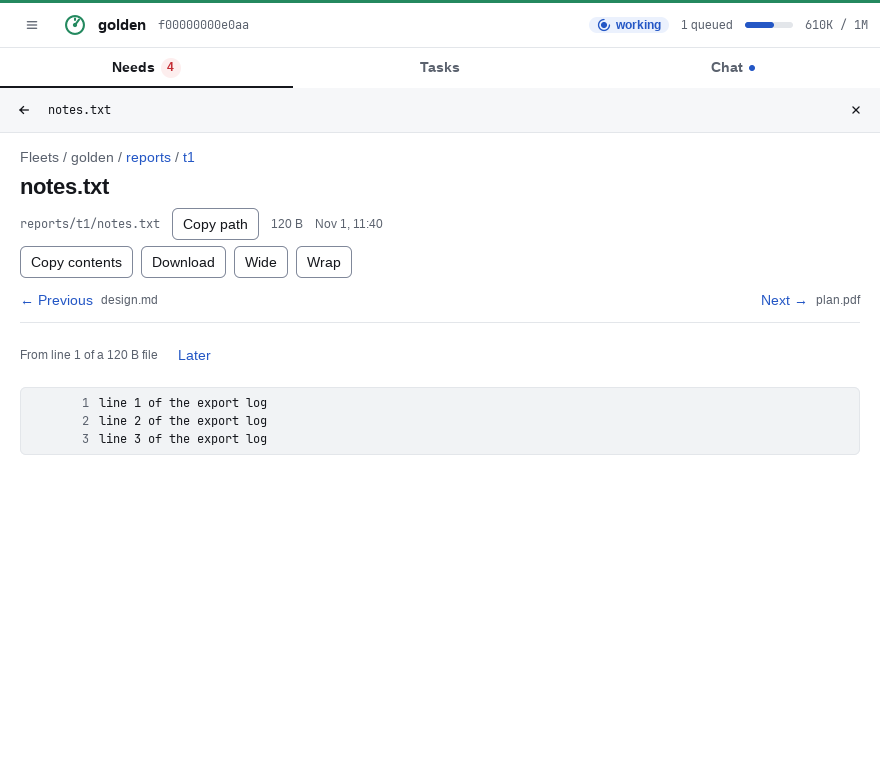 golden f00000000e0aa working 1 queued 610K / 1M
Needs 4 Tasks Chat
notes.txt
Fleets / golden / reports / t1
notes.txt
reports/t1/notes.txt Copy path 120 B Nov 1, 11:40
Copy contents Download Wide Wrap
← Previous design.md Next → plan.pdf
From line 1 of a 120 B file Later
1 line 1 of the export log
2 line 2 of the export log
3 line 3 of the export log